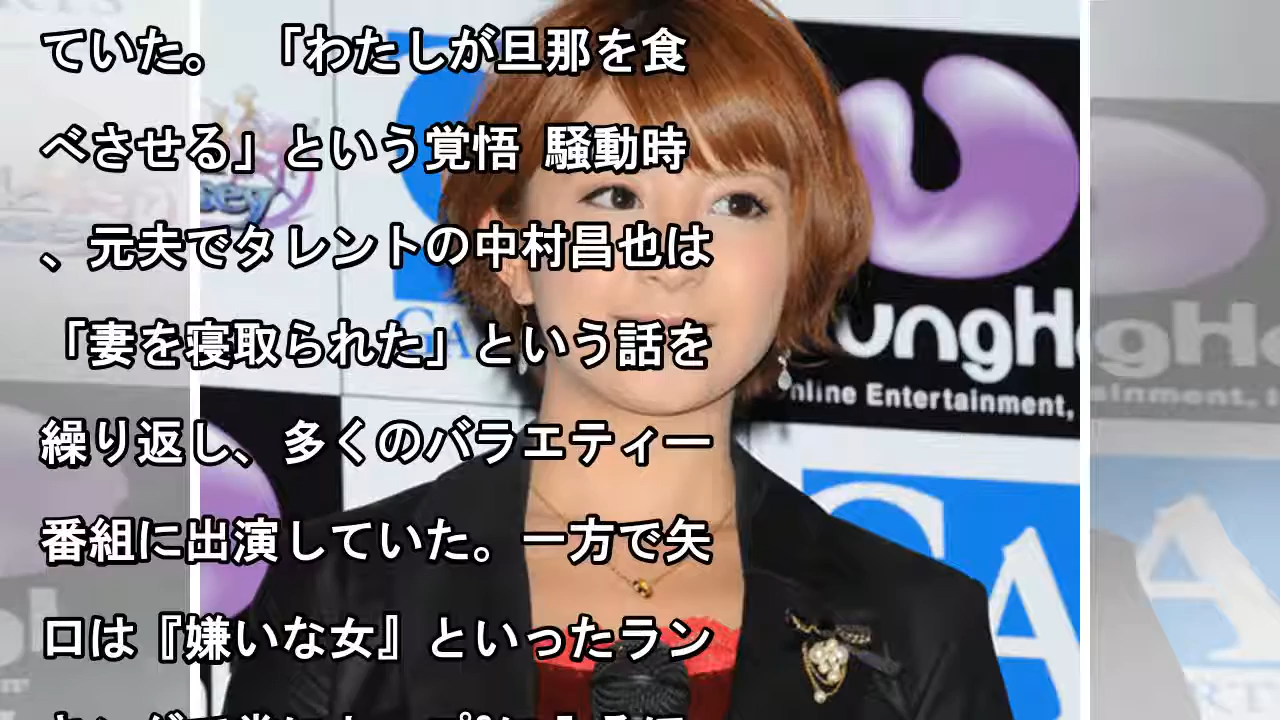 ていた。 「わたしが旦那を食
べさせる」という覚悟 騒動時
、元夫でタレントの中村昌也は
「妻を寝取られた」という話を
繰り返し、多くのバラエティー
番組に出演していた。一方で矢
口は『嫌いな女』といったラン
ungH
nline Entertainment,
GA